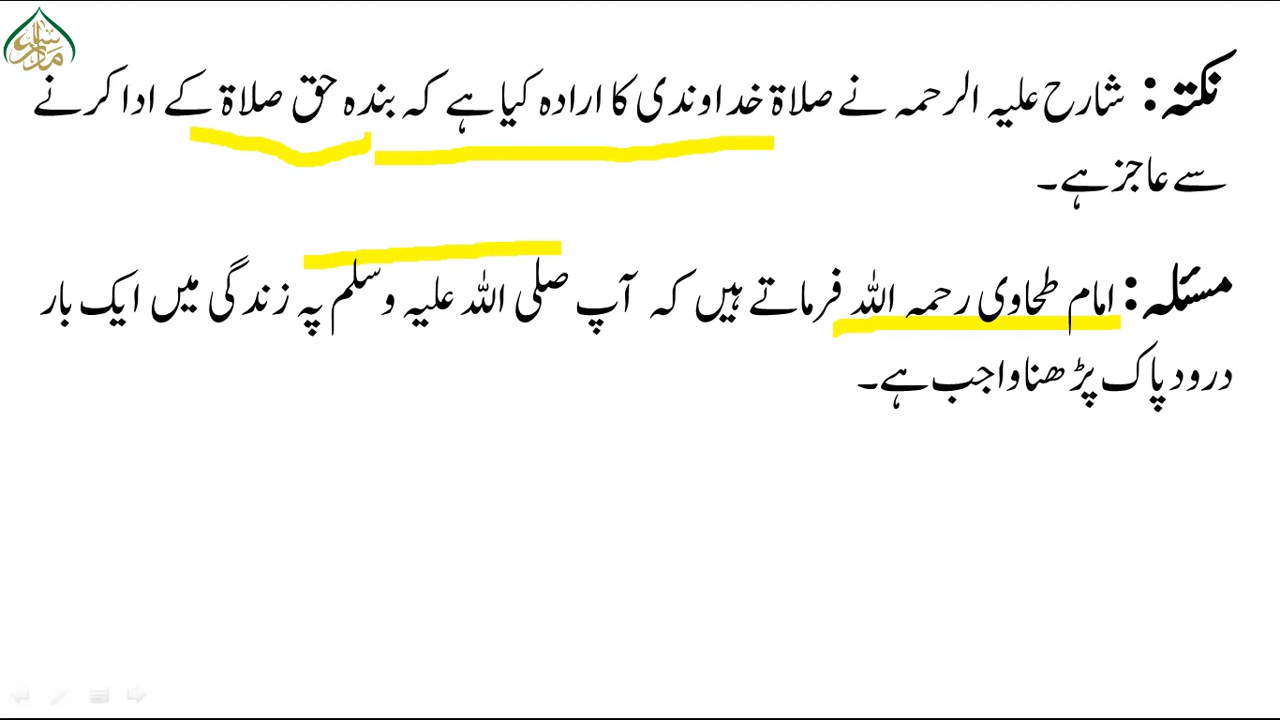 نکتہ: شارح علیہ الرحمہ نے صلاۃ خداوندی کا ارادہ کیا ہے کہ بندہ حق صلاۃ کے ادا کرنے
سے عاجز ہے۔
مسئلہ: امام طحاوی رحمہ اللہ فرماتے ہیں کہ آپ صلی اللہ علیہ وسلم پہ زندگی میں ایک بار
درود پاک پڑھنا واجب ہے۔